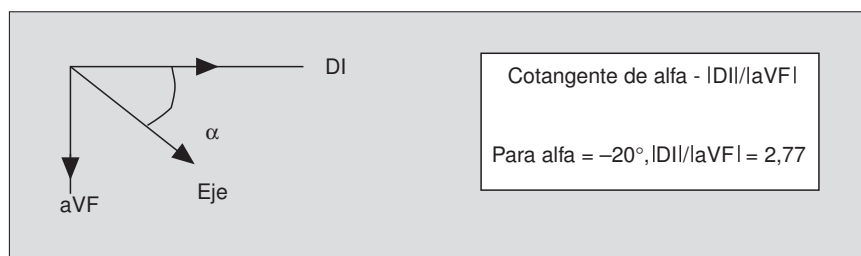 DI
α
aVF
Eje
Cotangente de alfa - |DI|/|aVF|
Para alfa = –20°,|DI|/|aVF| = 2,77